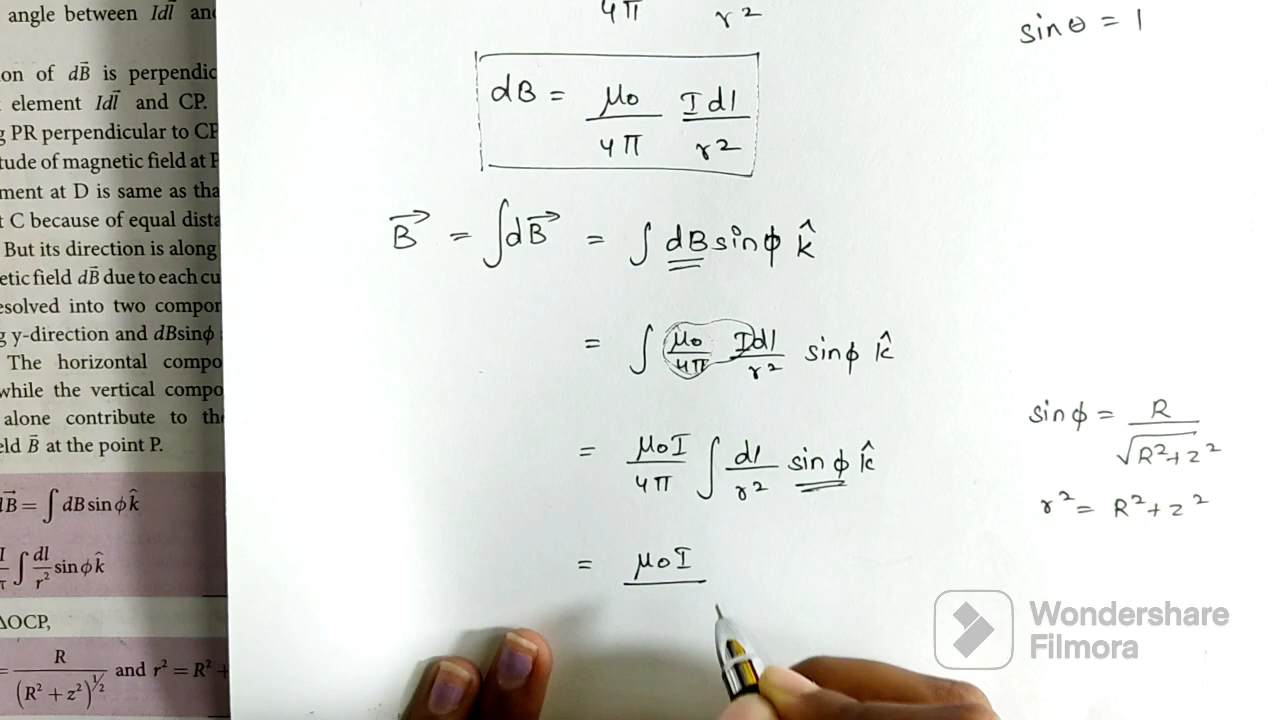 angle between Idl⃗ an
on of dB⃗ is perpendic
element Idl⃗ and CP.
g PR perpendicular to CP
tude of magnetic field at P
ment at D is same as tha
t C because of equal dista
But its direction is along
etic field dB⃗ due to each cu
esolved into two compor
g y-direction and dBsinϕ
The horizontal compo
while the vertical compo
alone contribute to the
eld B⃗ at the point P.
dB⃗ = ∫ dB sin ϕ k̂
I/π ∫ dl/r² sin ϕ k̂
ΔOCP,
= R/(R² + z²)^½ and r² = R² +
4π r²
sinθ = 1
dB = μ₀/4π Idl/r²
B⃗ = ∫dB⃗ = ∫ dB sinϕ k̂
= ∫ μ₀/4π Idl/r² sinϕ k̂
= μ₀I/4π ∫ dl/r² sinϕ k̂
= μ₀I
sinϕ = R/√R²+z²
r² = R²+z²
Wondershare
Filmora